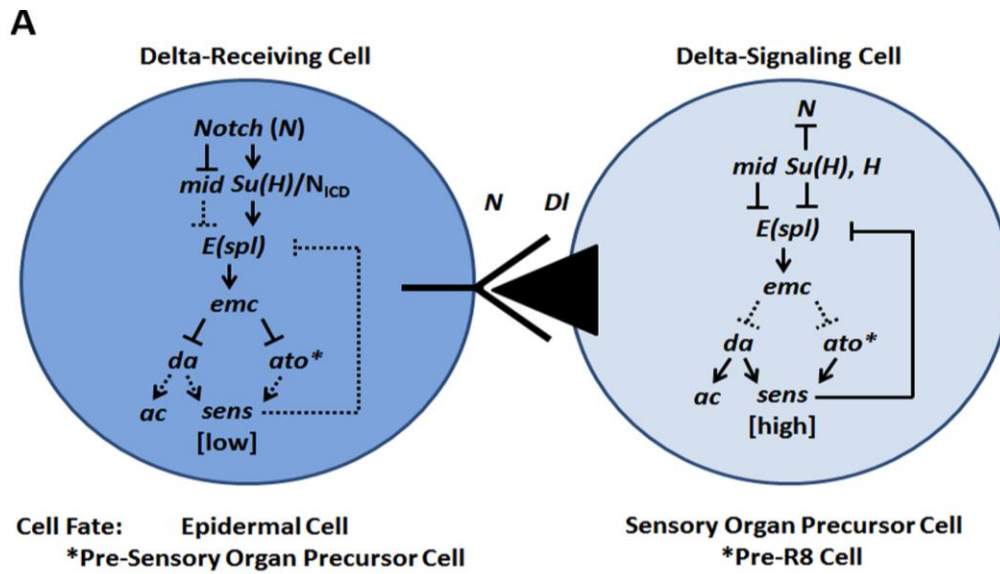 A
Delta-Receiving Cell
Delta-Signaling Cell
Notch (N)
mid Su(H)/NICD
E(spl)
emc
da ato*
ac sens
[low]
N Dl
N
mid Su(H), H
E(spl)
emc
da ato*
ac sens
[high]
Cell Fate: Epidermal Cell
*Pre-Sensory Organ Precursor Cell
Sensory Organ Precursor Cell
*Pre-R8 Cell